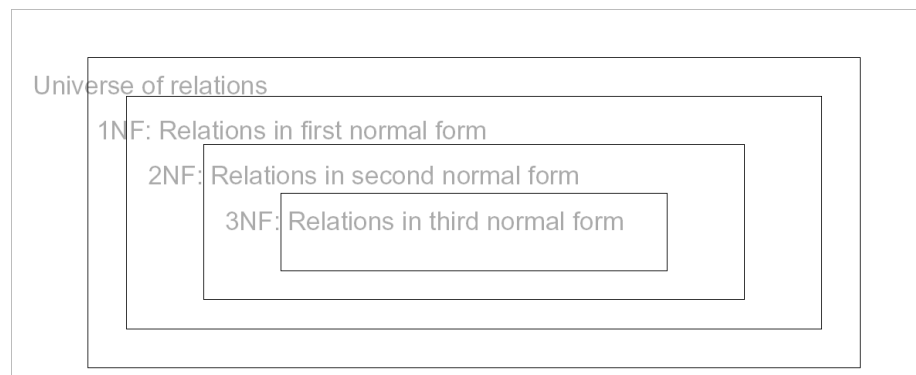 Universe of relations
1NF: Relations in first normal form
2NF: Relations in second normal form
3NF: Relations in third normal form